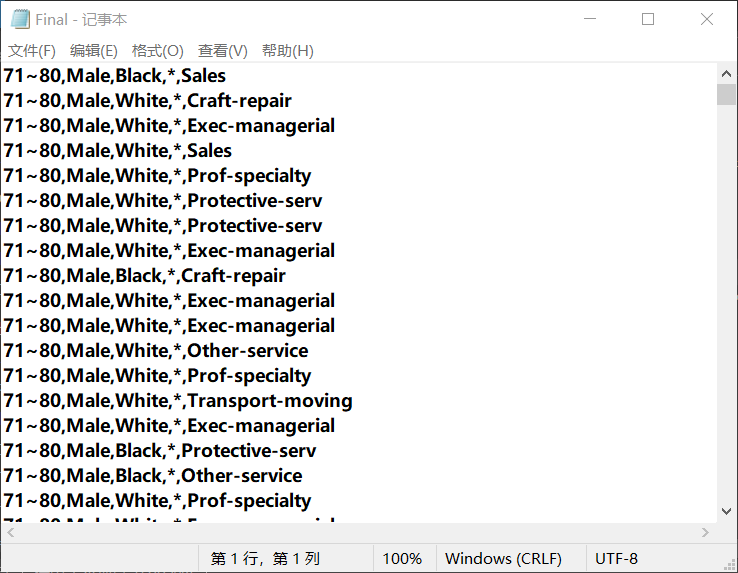 Final - 记事本
文件(F) 编辑(E) 格式(O) 查看(V) 帮助(H)
71~80,Male,Black,*,Sales
71~80,Male,White,*,Craft-repair
71~80,Male,White,*,Exec-managerial
71~80,Male,White,*,Sales
71~80,Male,White,*,Prof-specialty
71~80,Male,White,*,Protective-serv
71~80,Male,White,*,Protective-serv
71~80,Male,White,*,Exec-managerial
71~80,Male,Black,*,Craft-repair
71~80,Male,White,*,Exec-managerial
71~80,Male,White,*,Exec-managerial
71~80,Male,White,*,Other-service
71~80,Male,White,*,Prof-specialty
71~80,Male,White,*,Transport-moving
71~80,Male,White,*,Exec-managerial
71~80,Male,Black,*,Protective-serv
71~80,Male,Black,*,Other-service
71~80,Male,White,*,Prof-specialty
第 1 行，第 1 列 100% Windows (CRLF) UTF-8